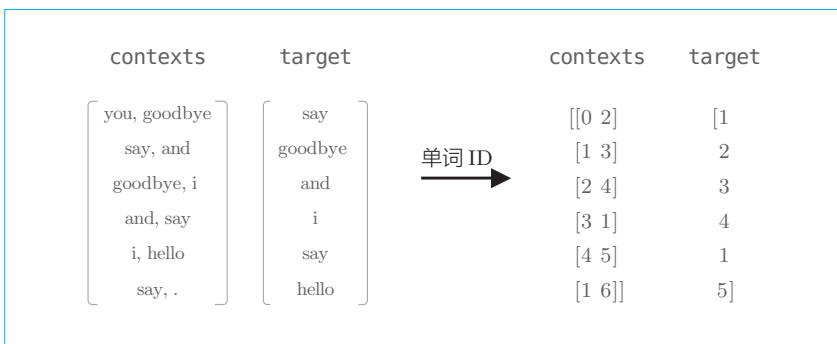 contexts target contexts target
you, goodbye say [[0 2] [1
say, and goodbye [1 3] 2
单词 ID
goodbye, i and [2 4] 3
and, say i [3 1] 4
i, hello say [4 5] 1
say, . hello [1 6]] 5]